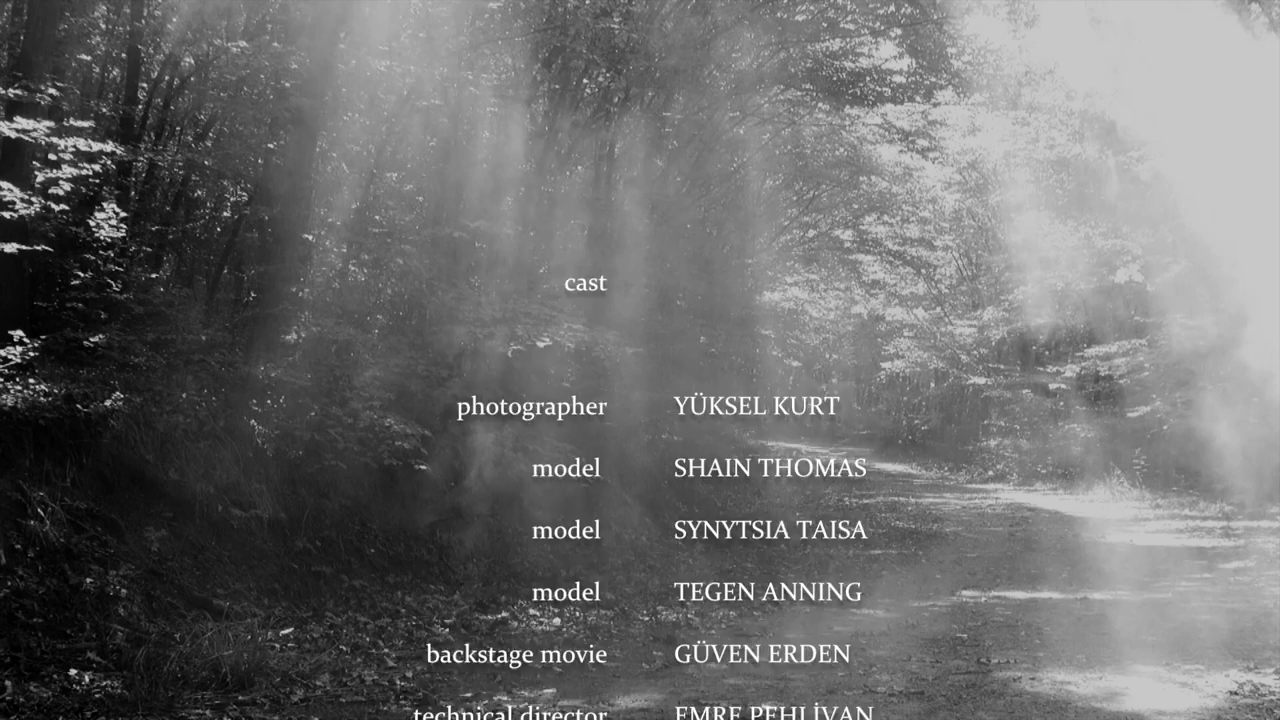 cast
photographer YÜKSEL KURT
model SHAIN THOMAS
model SYNYTSIA TAISA
model TEGEN ANNING
backstage movie GÜVEN ERDEN
technical director EMRE PEHLİVAN